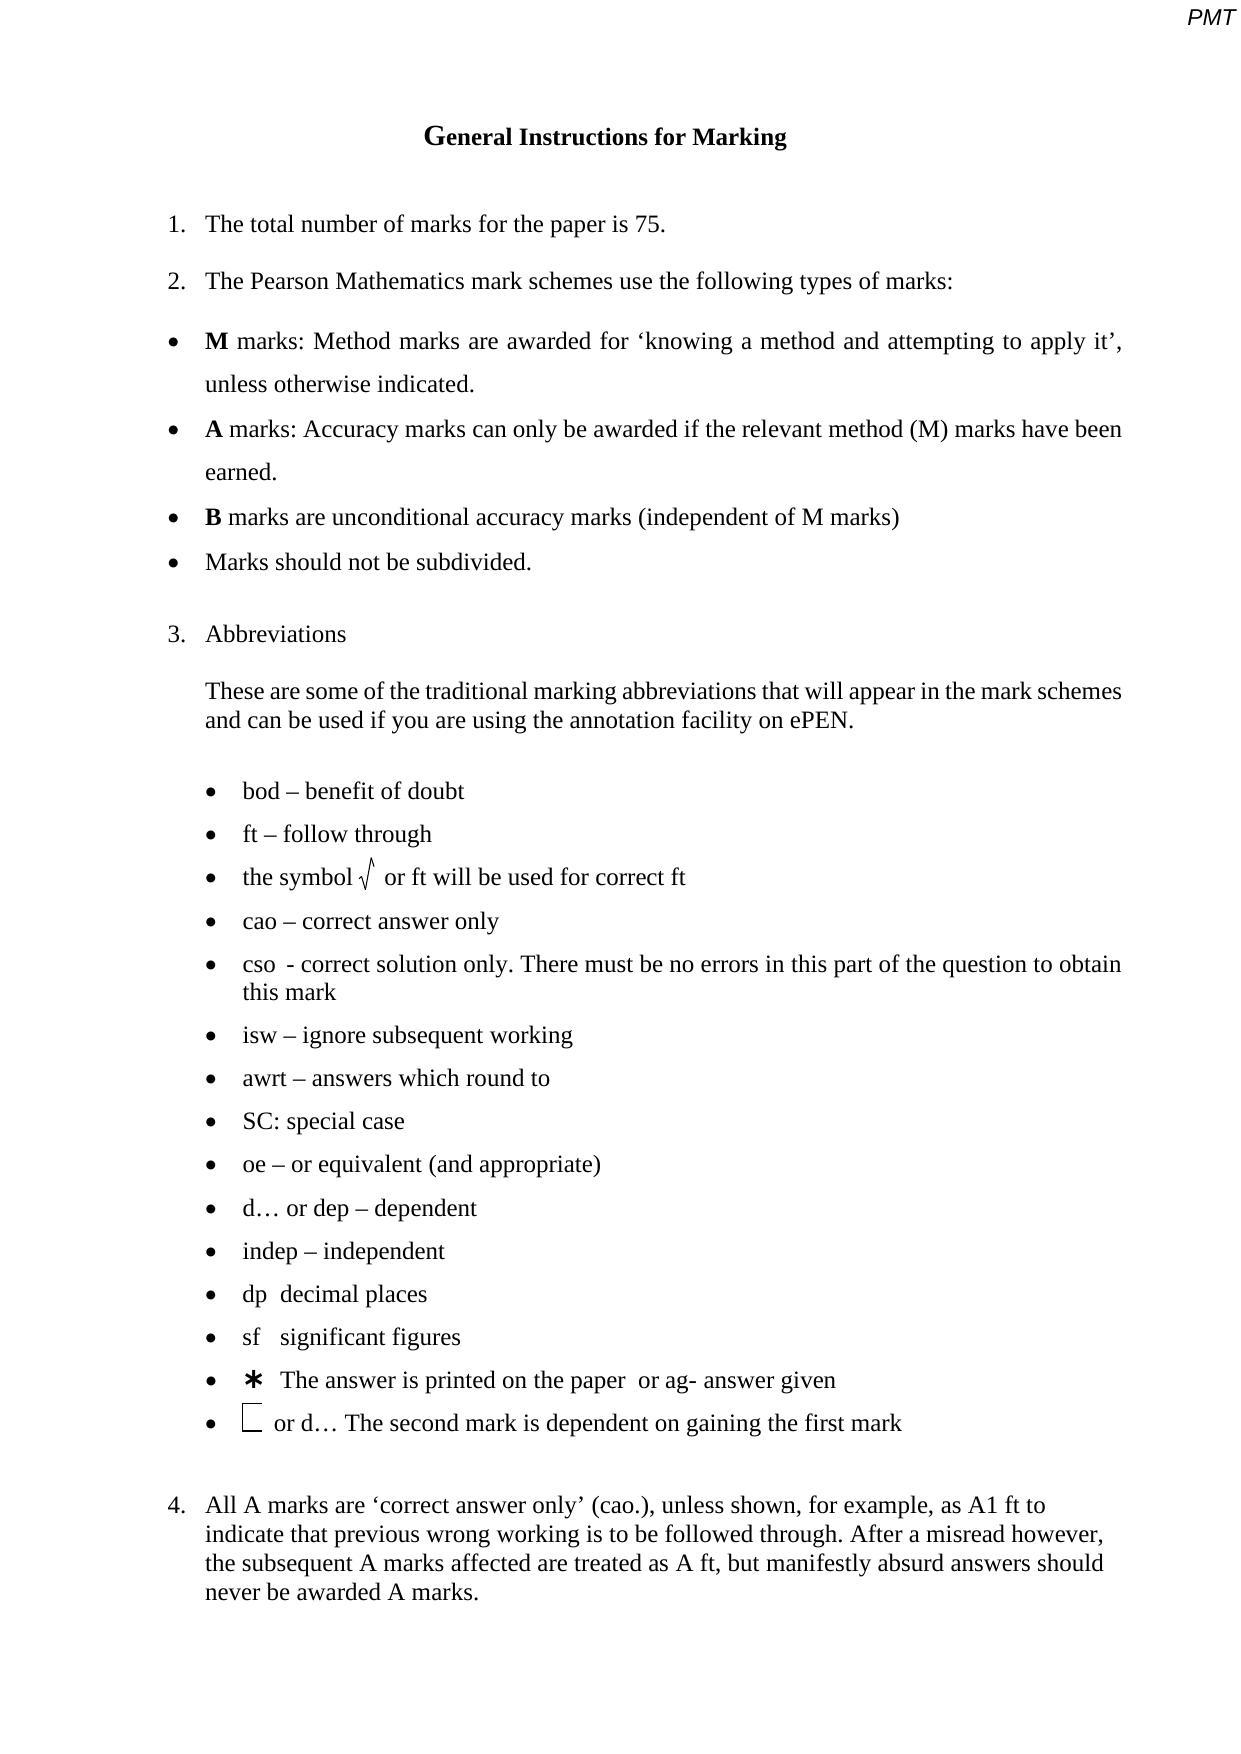 PMT
General Instructions for Marking
1. The total number of marks for the paper is 75.
2. The Pearson Mathematics mark schemes use the following types of marks:
• M marks: Method marks are awarded for ‘knowing a method and attempting to apply it’,
unless otherwise indicated.
• A marks: Accuracy marks can only be awarded if the relevant method (M) marks have been
earned.
• B marks are unconditional accuracy marks (independent of M marks)
• Marks should not be subdivided.
3. Abbreviations
These are some of the traditional marking abbreviations that will appear in the mark schemes
and can be used if you are using the annotation facility on ePEN.
• bod – benefit of doubt
• ft – follow through
• the symbol √ or ft will be used for correct ft
• cao – correct answer only
• cso - correct solution only. There must be no errors in this part of the question to obtain
this mark
• isw – ignore subsequent working
• awrt – answers which round to
• SC: special case
• oe – or equivalent (and appropriate)
• d… or dep – dependent
• indep – independent
• dp decimal places
• sf significant figures
• ∗ The answer is printed on the paper or ag- answer given
• or d… The second mark is dependent on gaining the first mark
4. All A marks are ‘correct answer only’ (cao.), unless shown, for example, as A1 ft to
indicate that previous wrong working is to be followed through. After a misread however,
the subsequent A marks affected are treated as A ft, but manifestly absurd answers should
never be awarded A marks.